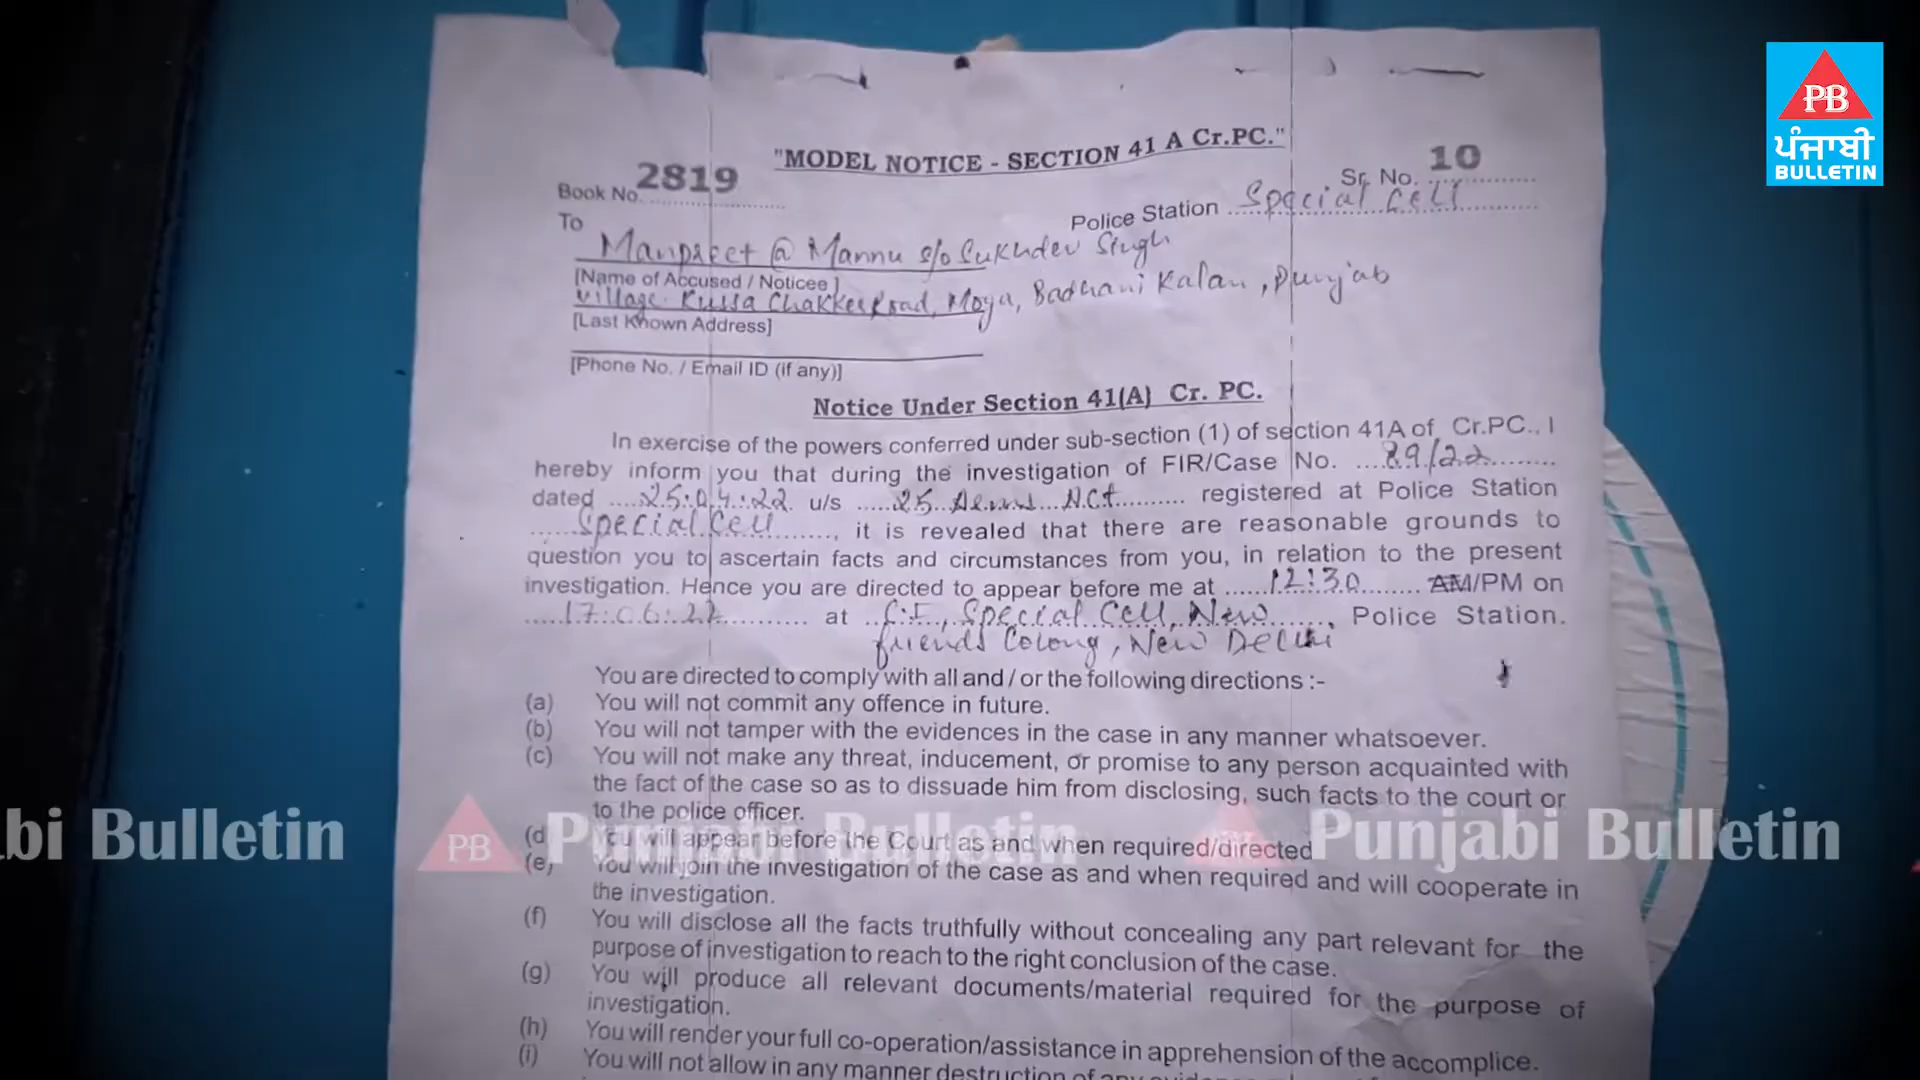 PB
ਪੰਜਾਬੀ
BULLETIN
"MODEL NOTICE - SECTION 41 A Cr.PC."
Book No. 2819
Sr. No. 10
To
Police Station Special Cell
Manpreet @ Mannu s/o Sukhdev Singh
[Name of Accused / Noticee]
Village Kussa Chakker Road, Moga, Badhani Kalan, Punjab
[Last Known Address]
[Phone No. / Email ID (if any)]
Notice Under Section 41(A) Cr. PC.
In exercise of the powers conferred under sub-section (1) of section 41A of Cr.PC., I
hereby inform you that during the investigation of FIR/Case No. 89/22
dated 25.04.22 u/s 25 Arms Act registered at Police Station
Special Cell, it is revealed that there are reasonable grounds to
question you to ascertain facts and circumstances from you, in relation to the present
investigation. Hence you are directed to appear before me at 12:30 AM/PM on
17.06.22 at Special Cell, New Police Station.
friends Colony, New Delhi
You are directed to comply with all and / or the following directions :-
(a) You will not commit any offence in future.
(b) You will not tamper with the evidences in the case in any manner whatsoever.
(c) You will not make any threat, inducement, or promise to any person acquainted with
the fact of the case so as to dissuade him from disclosing, such facts to the court or
to the police officer.
(d You will appear before the Court as and when required/directed
(e) You will join the investigation of the case as and when required and will cooperate in
the investigation.
(f) You will disclose all the facts truthfully without concealing any part relevant for the
purpose of investigation to reach to the right conclusion of the case.
(g) You will produce all relevant documents/material required for the purpose of
investigation.
(h) You will render your full co-operation/assistance in apprehension of the accomplice.
(i) You will not allow in any manner destruction of any
bi Bulletin PB Punjabi Bulletin Punjabi Bulletin